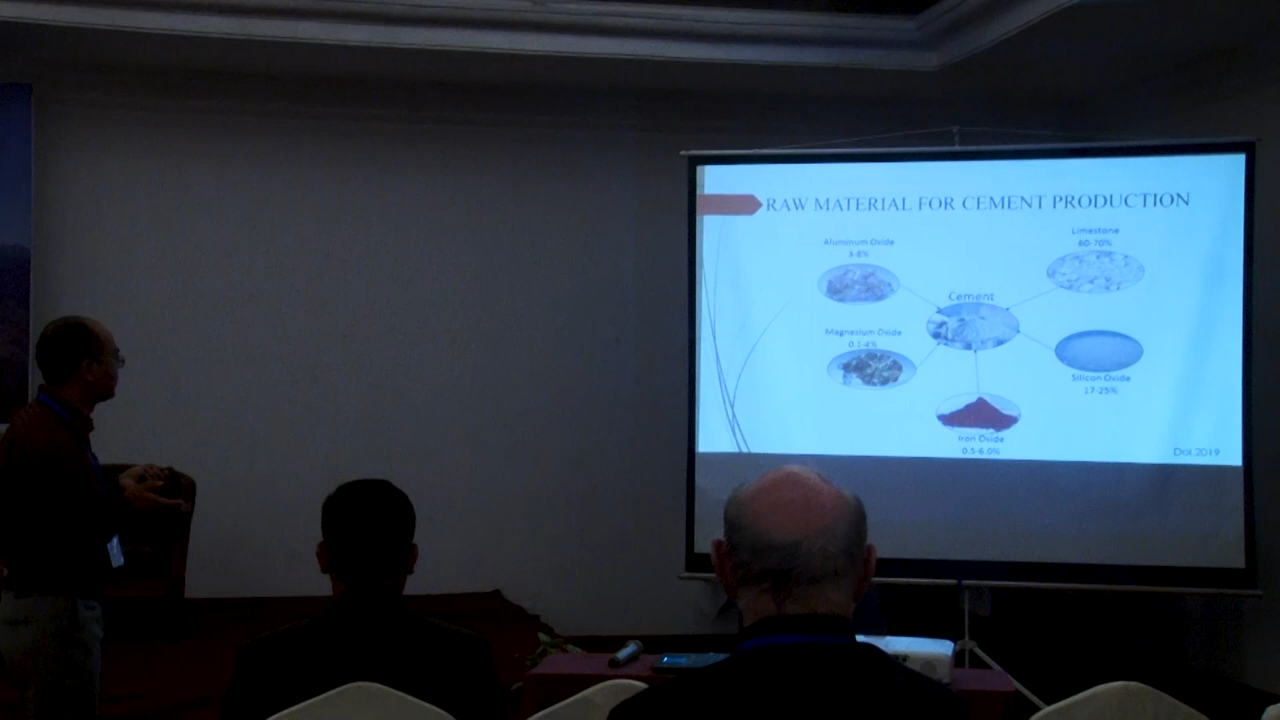 RAW MATERIAL FOR CEMENT PRODUCTION
Aluminum Oxide
3-8%
Limestone
60-70%
Cement
Magnesium Oxide
0.1-4%
Silicon Oxide
17-25%
Iron Oxide
0.5-6.0%
DoI, 2019